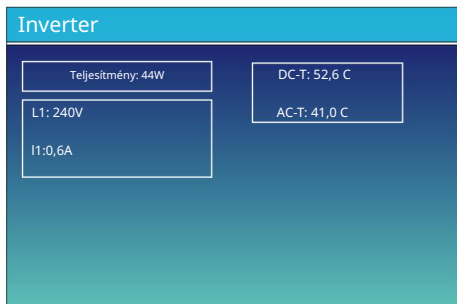 Inverter
Teljesítmény: 44W
L1: 240V
I1:0,6A
DC-T: 52,6 C
AC-T: 41,0 C